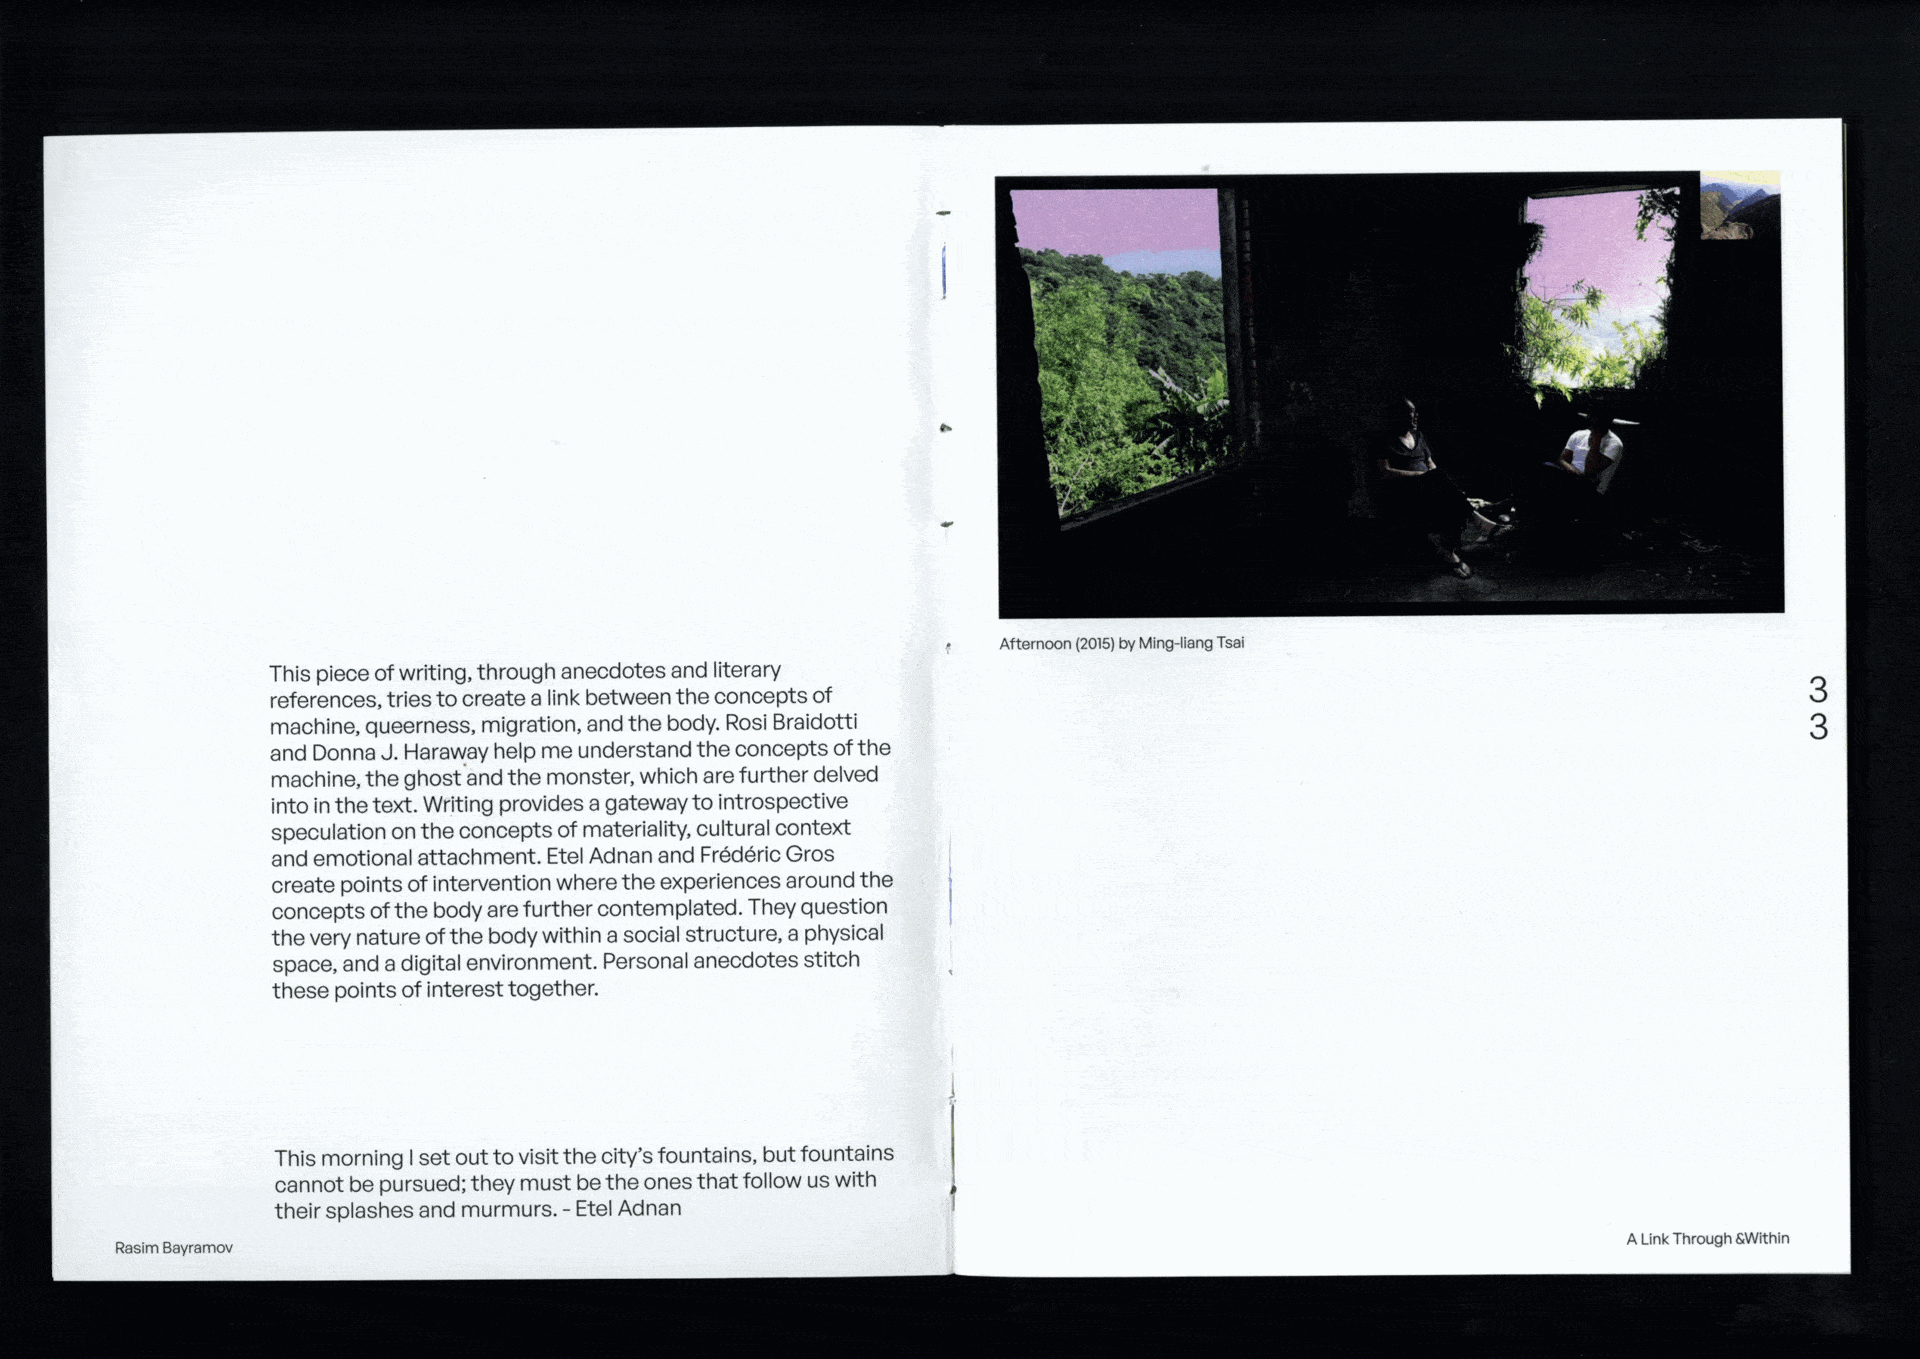 This piece of writing, through anecdotes and literary
references, tries to create a link between the concepts of
machine, queerness, migration, and the body. Rosi Braidotti
and Donna J. Haraway help me understand the concepts of the
machine, the ghost and the monster, which are further delved
into in the text. Writing provides a gateway to introspective
speculation on the concepts of materiality, cultural context
and emotional attachment. Etel Adnan and Frédéric Gros
create points of intervention where the experiences around the
concepts of the body are further contemplated. They question
the very nature of the body within a social structure, a physical
space, and a digital environment. Personal anecdotes stitch
these points of interest together.
This morning I set out to visit the city’s fountains, but fountains
cannot be pursued; they must be the ones that follow us with
their splashes and murmurs. - Etel Adnan
Rasim Bayramov
Afternoon (2015) by Ming-liang Tsai
3
3
A Link Through &Within